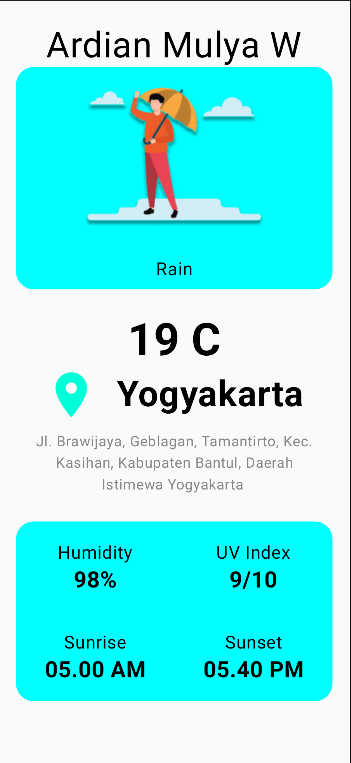 Ardian Mulya W
Rain
19 C
Yogyakarta
Jl. Brawijaya, Geblagan, Tamantirto, Kec.
Kasihan, Kabupaten Bantul, Daerah
Istimewa Yogyakarta
Humidity UV Index
98% 9/10
Sunrise Sunset
05.00 AM 05.40 PM